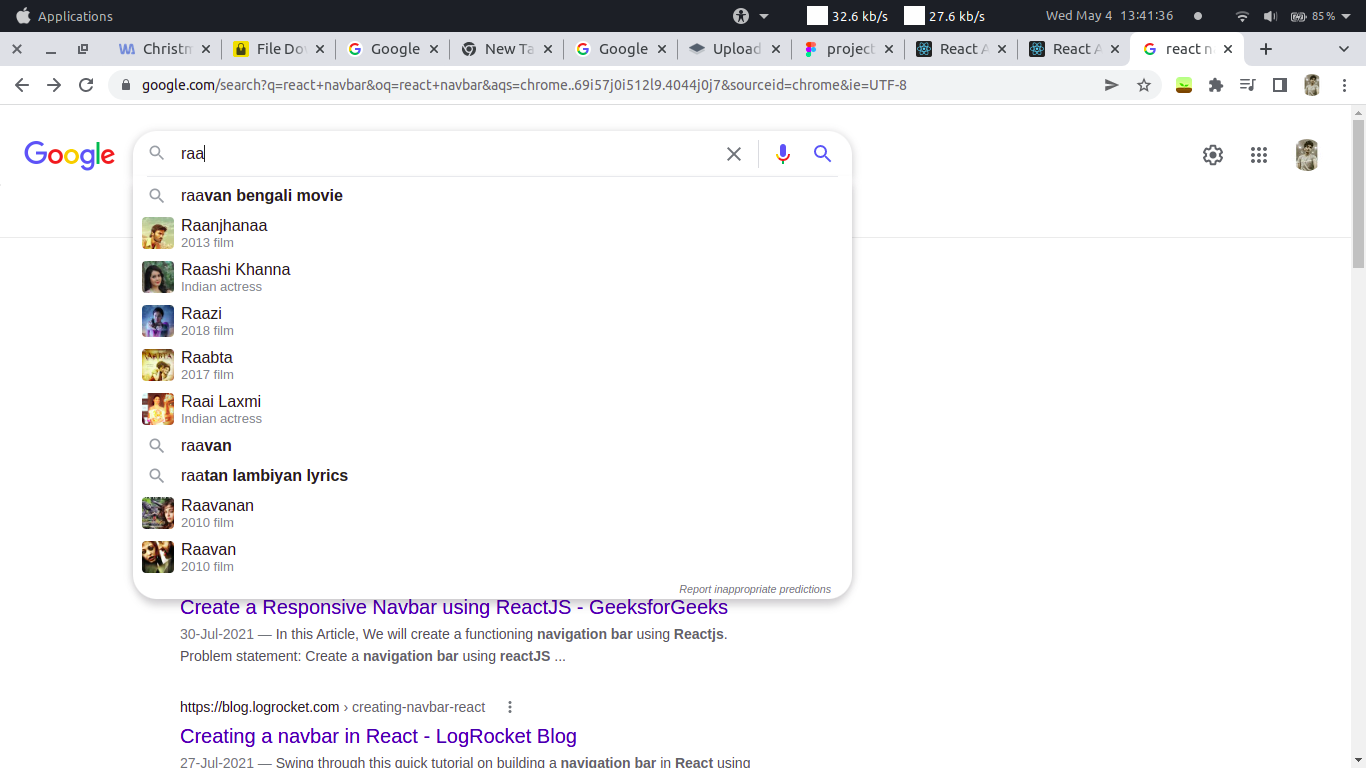 Applications
32.6 kb/s
27.6 kb/s
Wed May 4 13:41:36
85%
Christm
File Dov
Google
New Ta
Google
Upload
project
React A
React A
react n
google.com/search?q=react+navbar&oq=react+navbar&aqs=chrome..69i57j0i512l9.4044j0j7&sourceid=chrome&ie=UTF-8
Google
raa
raavan bengali movie
Raanjhanaa
2013 film
Raashi Khanna
Indian actress
Raazi
2018 film
Raabta
2017 film
Raai Laxmi
Indian actress
raavan
raatan lambiyan lyrics
Raavanan
2010 film
Raavan
2010 film
Report inappropriate predictions
Create a Responsive Navbar using ReactJS - GeeksforGeeks
30-Jul-2021 — In this Article, We will create a functioning navigation bar using Reactjs.
Problem statement: Create a navigation bar using reactJS ...
https://blog.logrocket.com › creating-navbar-react
Creating a navbar in React - LogRocket Blog
27-Jul-2021 — Swing through this quick tutorial on building a navigation bar in React using